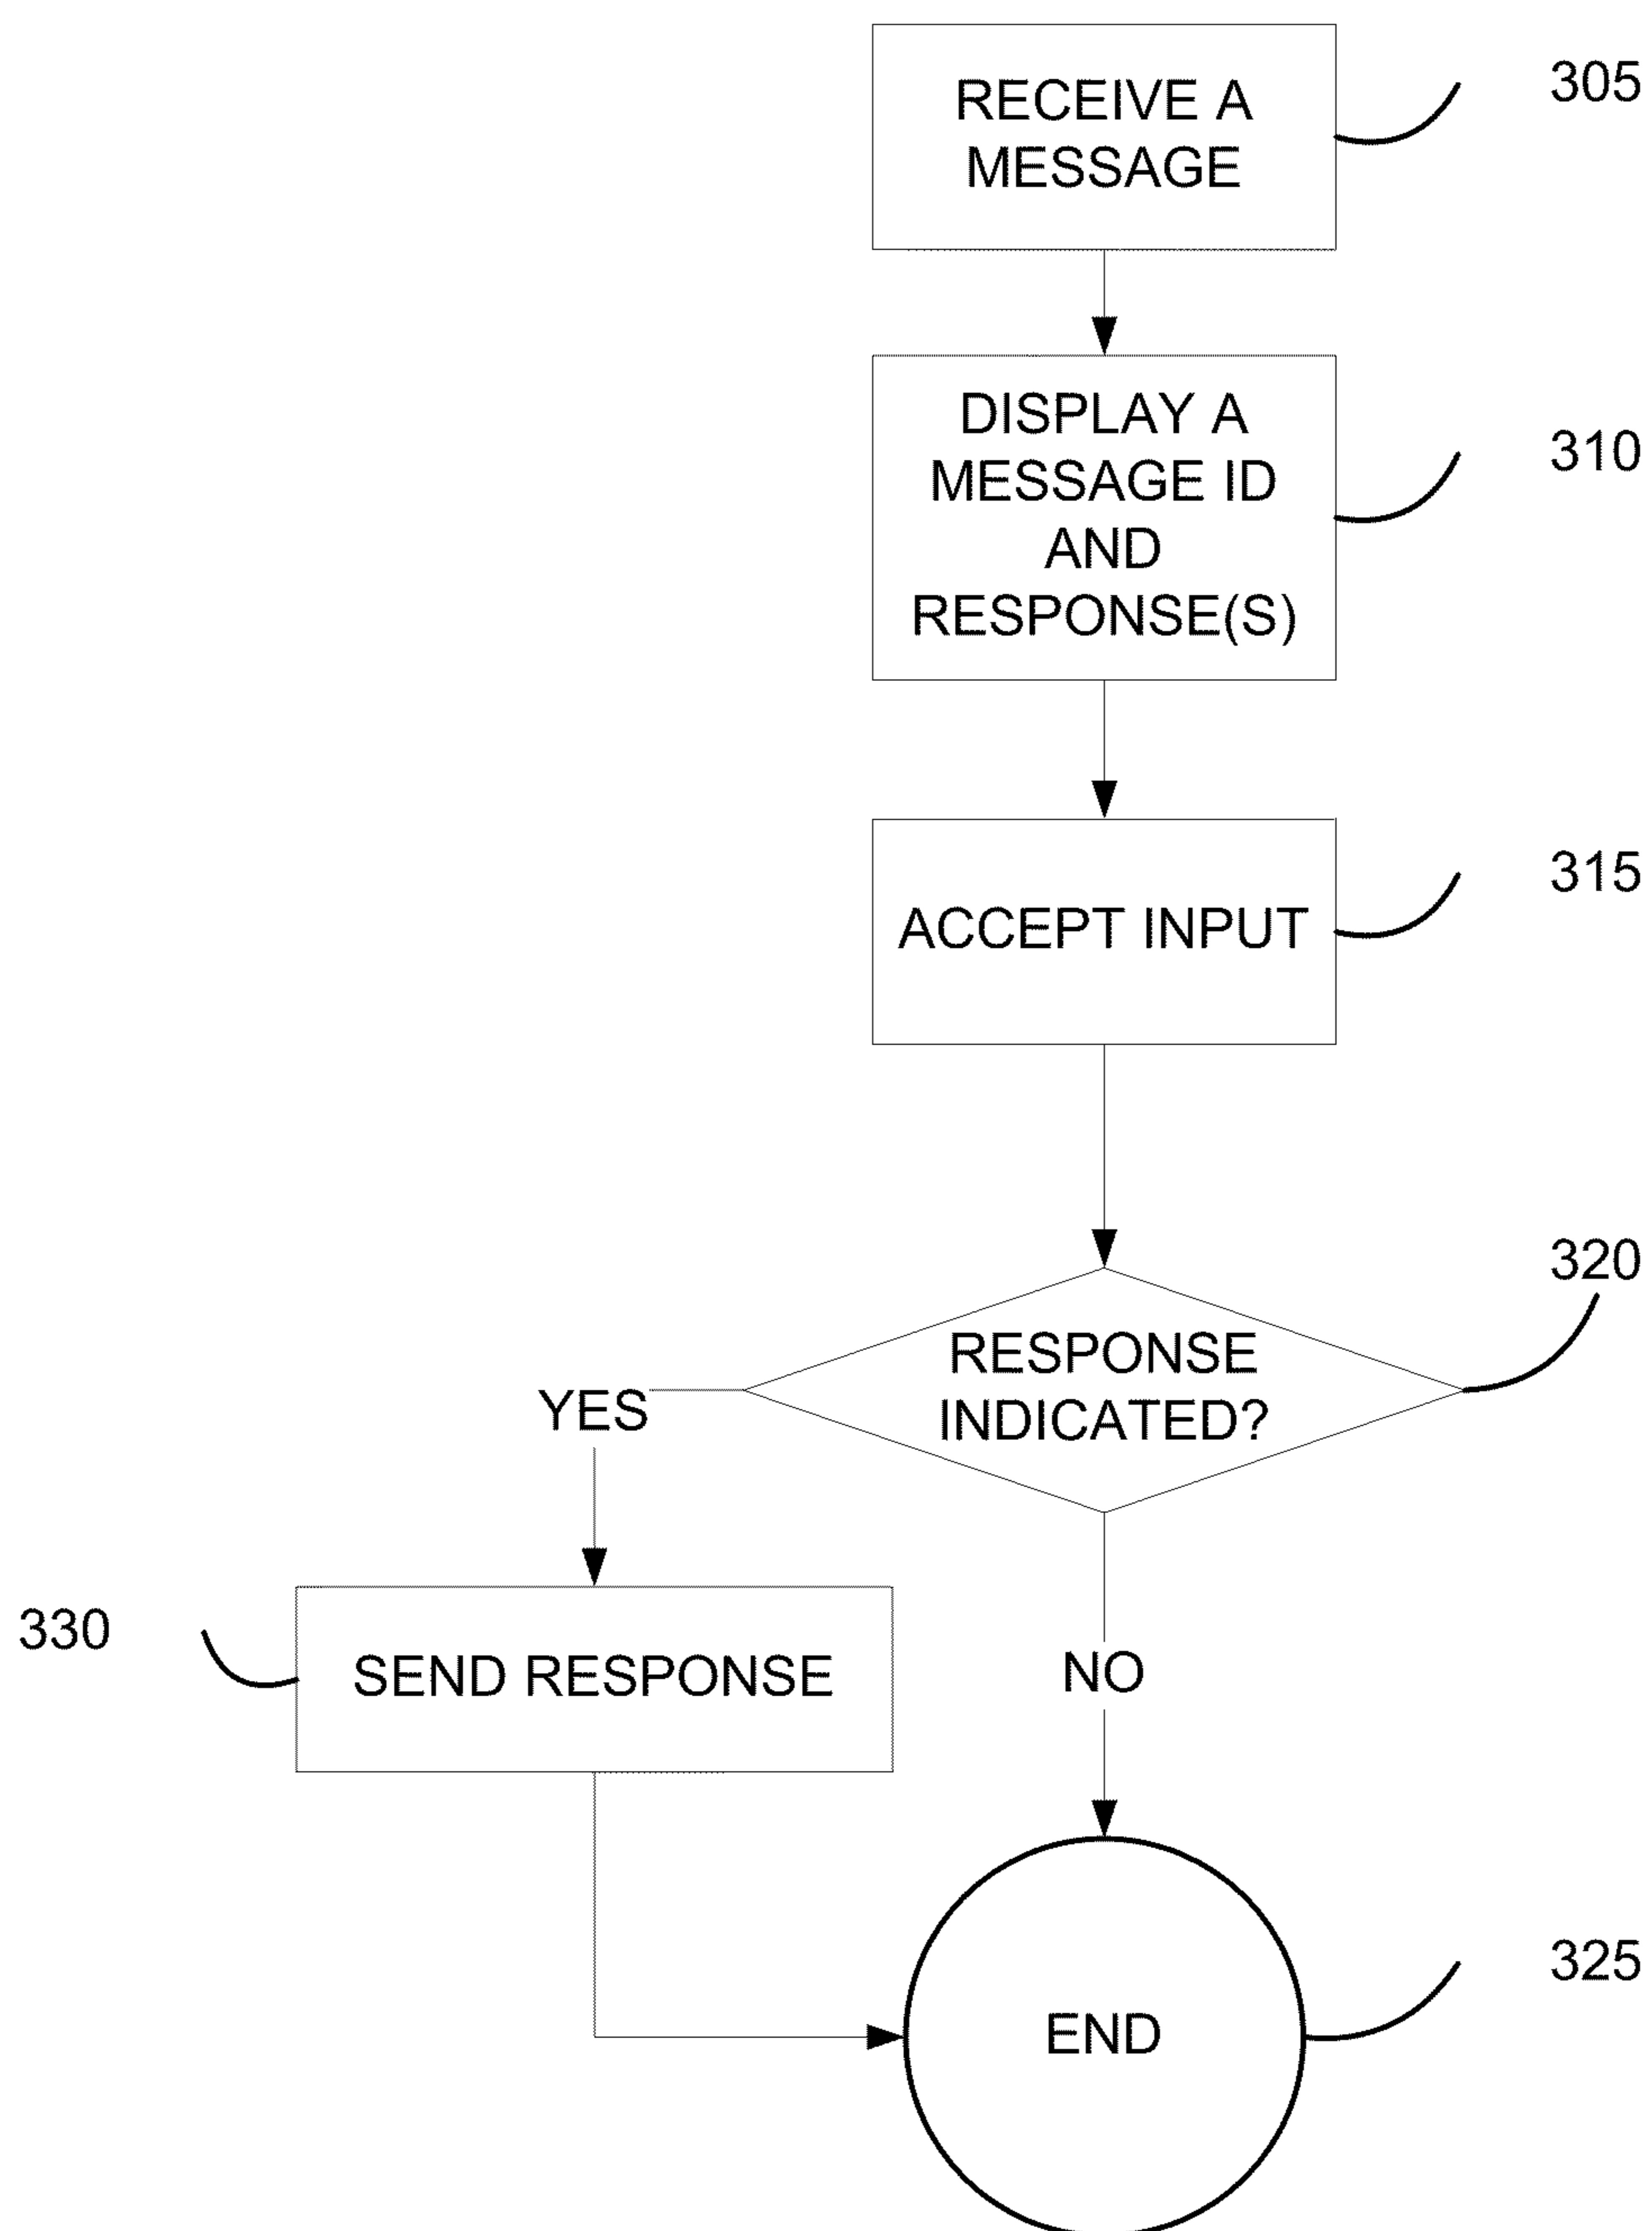 RECEIVE A
MESSAGE
305
DISPLAY A
MESSAGE ID
AND
RESPONSE(S)
310
ACCEPT INPUT
315
RESPONSE
INDICATED?
320
YES
330
SEND RESPONSE
NO
END
325